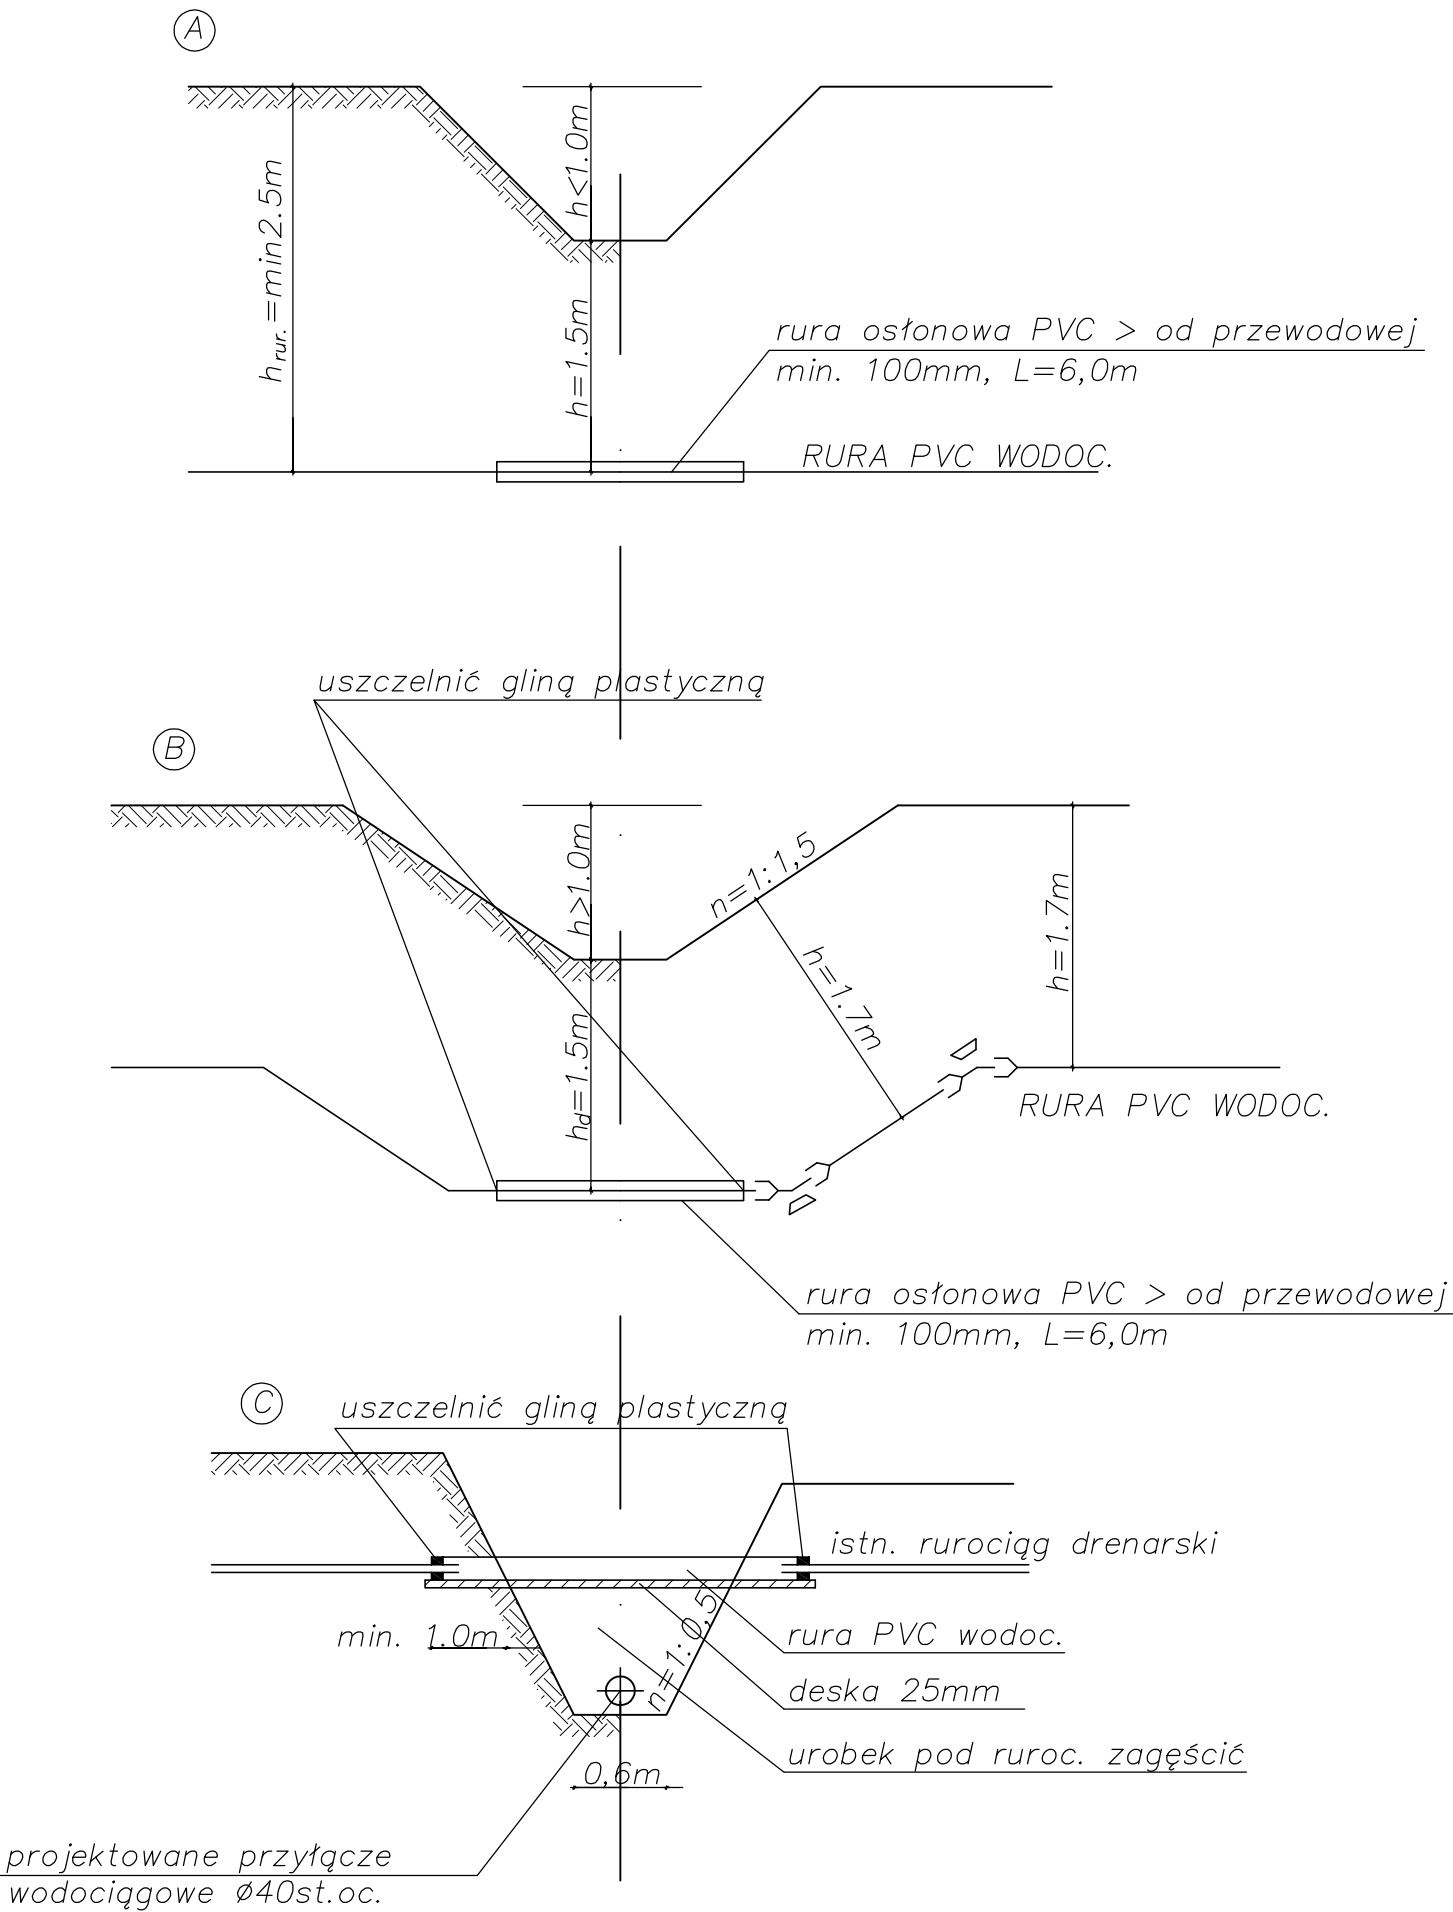 A
h<1.0m
hrur.=min2.5m
h=1.5m
rura osłonowa PVC > od przewodowej
min. 100mm, L=6,0m
RURA PVC WODOC.
uszczelnić gliną plastyczną
B
h>1.0m
n=1:1,5
h=1.7m
h=1.7m
hd=1.5m
RURA PVC WODOC.
rura osłonowa PVC > od przewodowej
min. 100mm, L=6,0m
C
uszczelnić gliną plastyczną
istn. rurociąg drenarski
min. 1.0m
n=1:0,5
rura PVC wodoc.
deska 25mm
urobek pod ruroc. zagęścić
0,6m
projektowane przyłącze
wodociągowe Ø40st.oc.